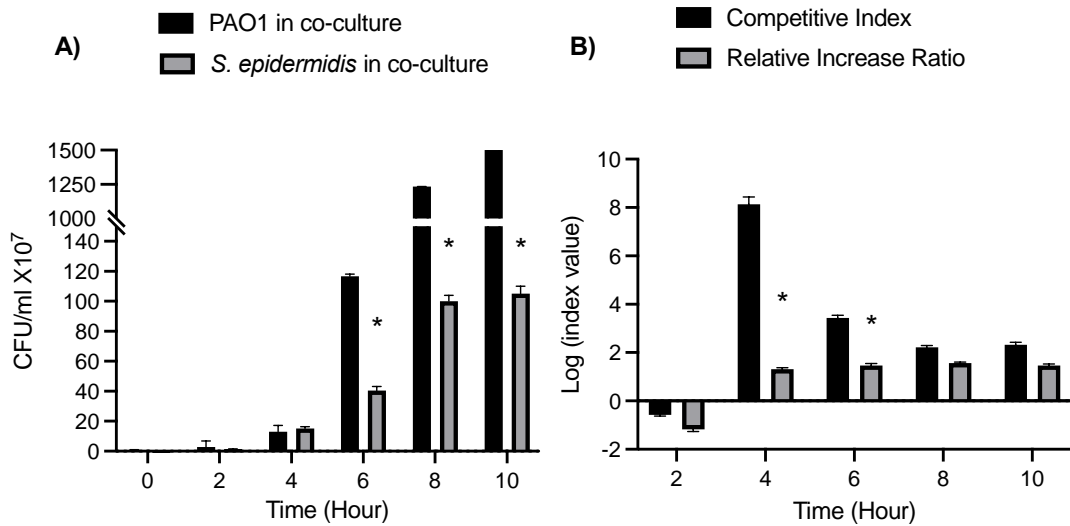 A)
PAO1 in co-culture
S. epidermidis in co-culture
CFU/ml X10⁷
1500
1250
1000
140
120
100
80
60
40
20
0
*
*
*
0 2 4 6 8 10
Time (Hour)
B)
Competitive Index
Relative Increase Ratio
Log (index value)
10
8
6
4
2
0
-2
*
*
2 4 6 8 10
Time (Hour)